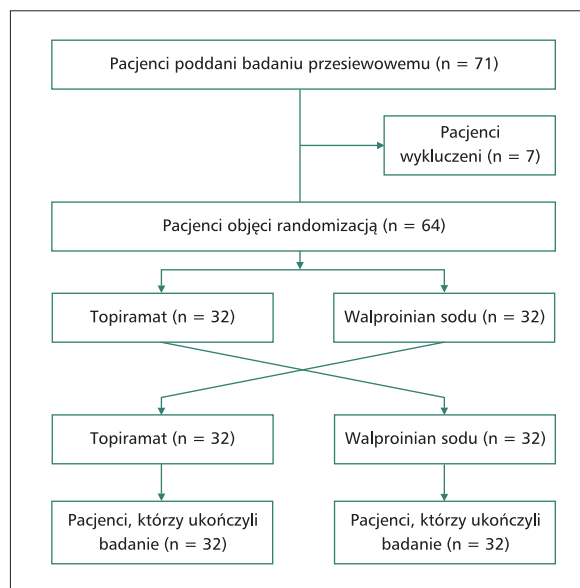 Pacjenci poddani badaniu przesiewowemu (n = 71)
Pacjenci
wykluczeni (n = 7)
Pacjenci objęci randomizacją (n = 64)
Topiramat (n = 32)
Walproinian sodu (n = 32)
Topiramat (n = 32)
Walproinian sodu (n = 32)
Pacjenci, którzy ukończyli
badanie (n = 32)
Pacjenci, którzy ukończyli
badanie (n = 32)